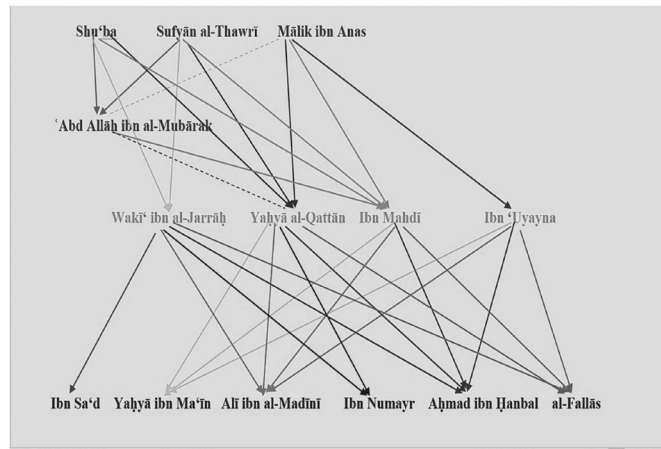 Shu‘ba Sufyān al-Thawrī Mālik ibn Anas
ʿAbd Allāh ibn al-Mubārak
Wakī‘ ibn al-Jarrāḥ Yaḥyā al-Qattān Ibn Mahdī Ibn ‘Uyayna
Ibn Sa‘d Yaḥyā ibn Ma‘īn Alī ibn al-Madīnī Ibn Numayr Aḥmad ibn Ḥanbal al-Fallās